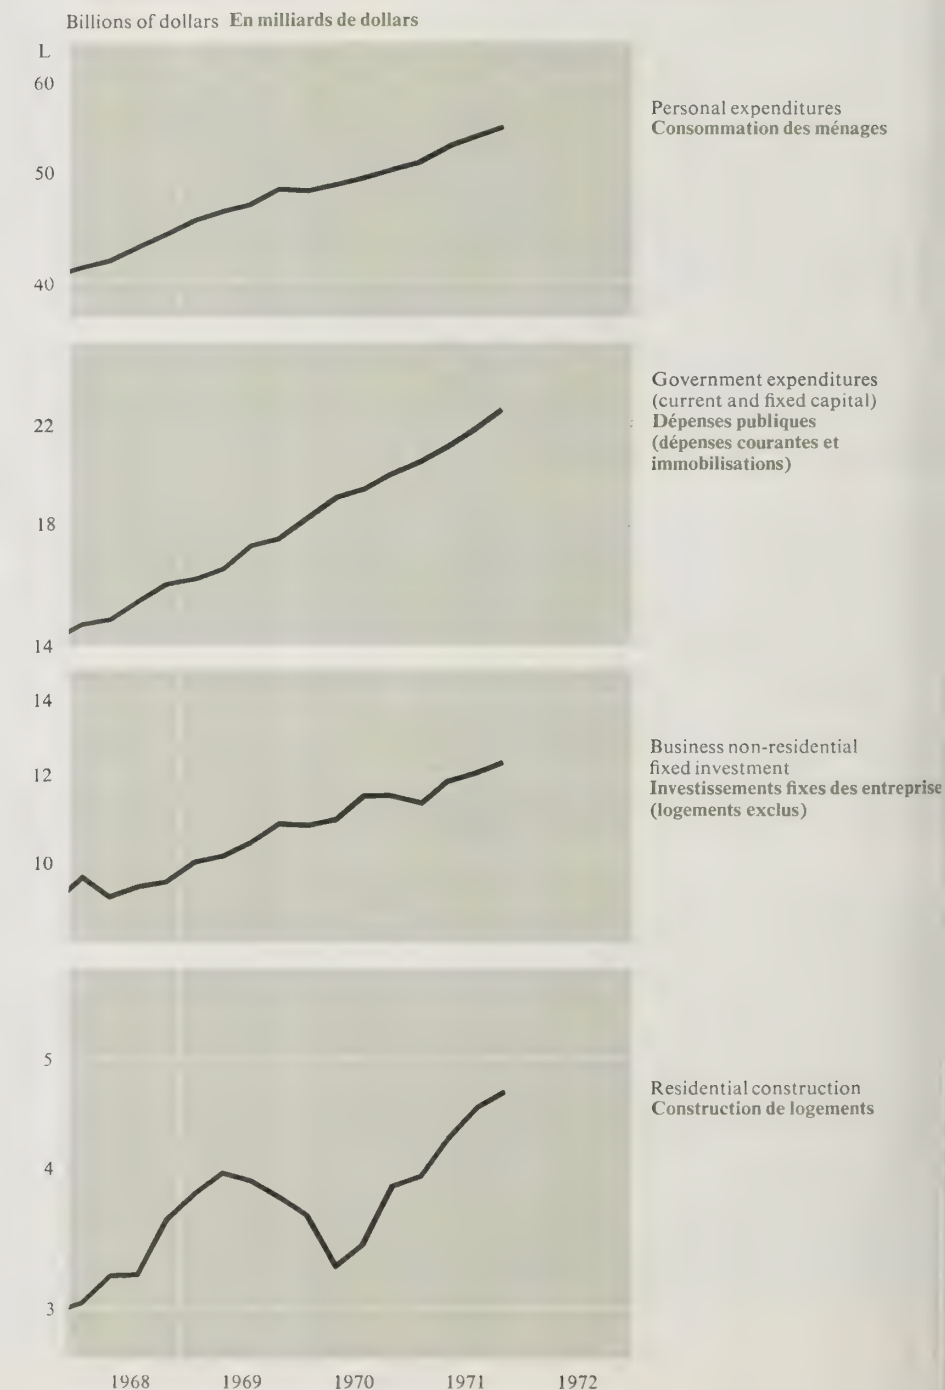 Billions of dollars En milliards de dollars
L
60
50
40
Personal expenditures
Consommation des ménages
22
18
14
Government expenditures
(current and fixed capital)
Dépenses publiques
(dépenses courantes et
immobilisations)
14
12
10
Business non-residential
fixed investment
Investissements fixes des entreprise
(logements exclus)
5
4
3
Residential construction
Construction de logements
1968 1969 1970 1971 1972